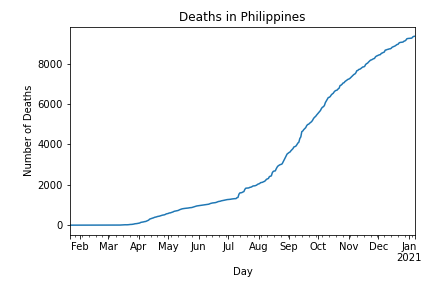 Deaths in Philippines
Number of Deaths
8000
6000
4000
2000
0
Feb Mar Apr May Jun Jul Aug Sep Oct Nov Dec Jan
2021
Day